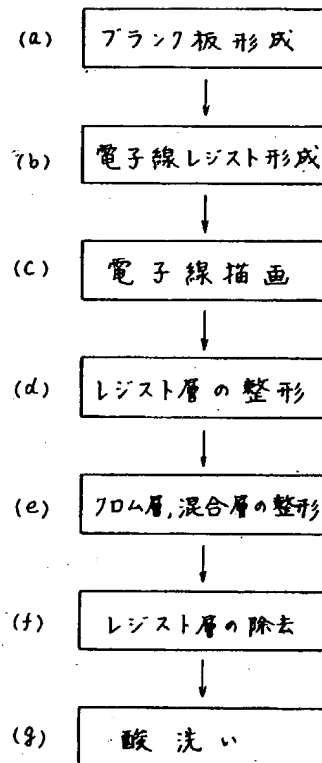 (a) ブランク板形成
(b) 電子線レジスト形成
(c) 電子線描画
(d) レジスト層の整形
(e) クロム層,混合層の整形
(f) レジスト層の除去
(g) 酸洗い